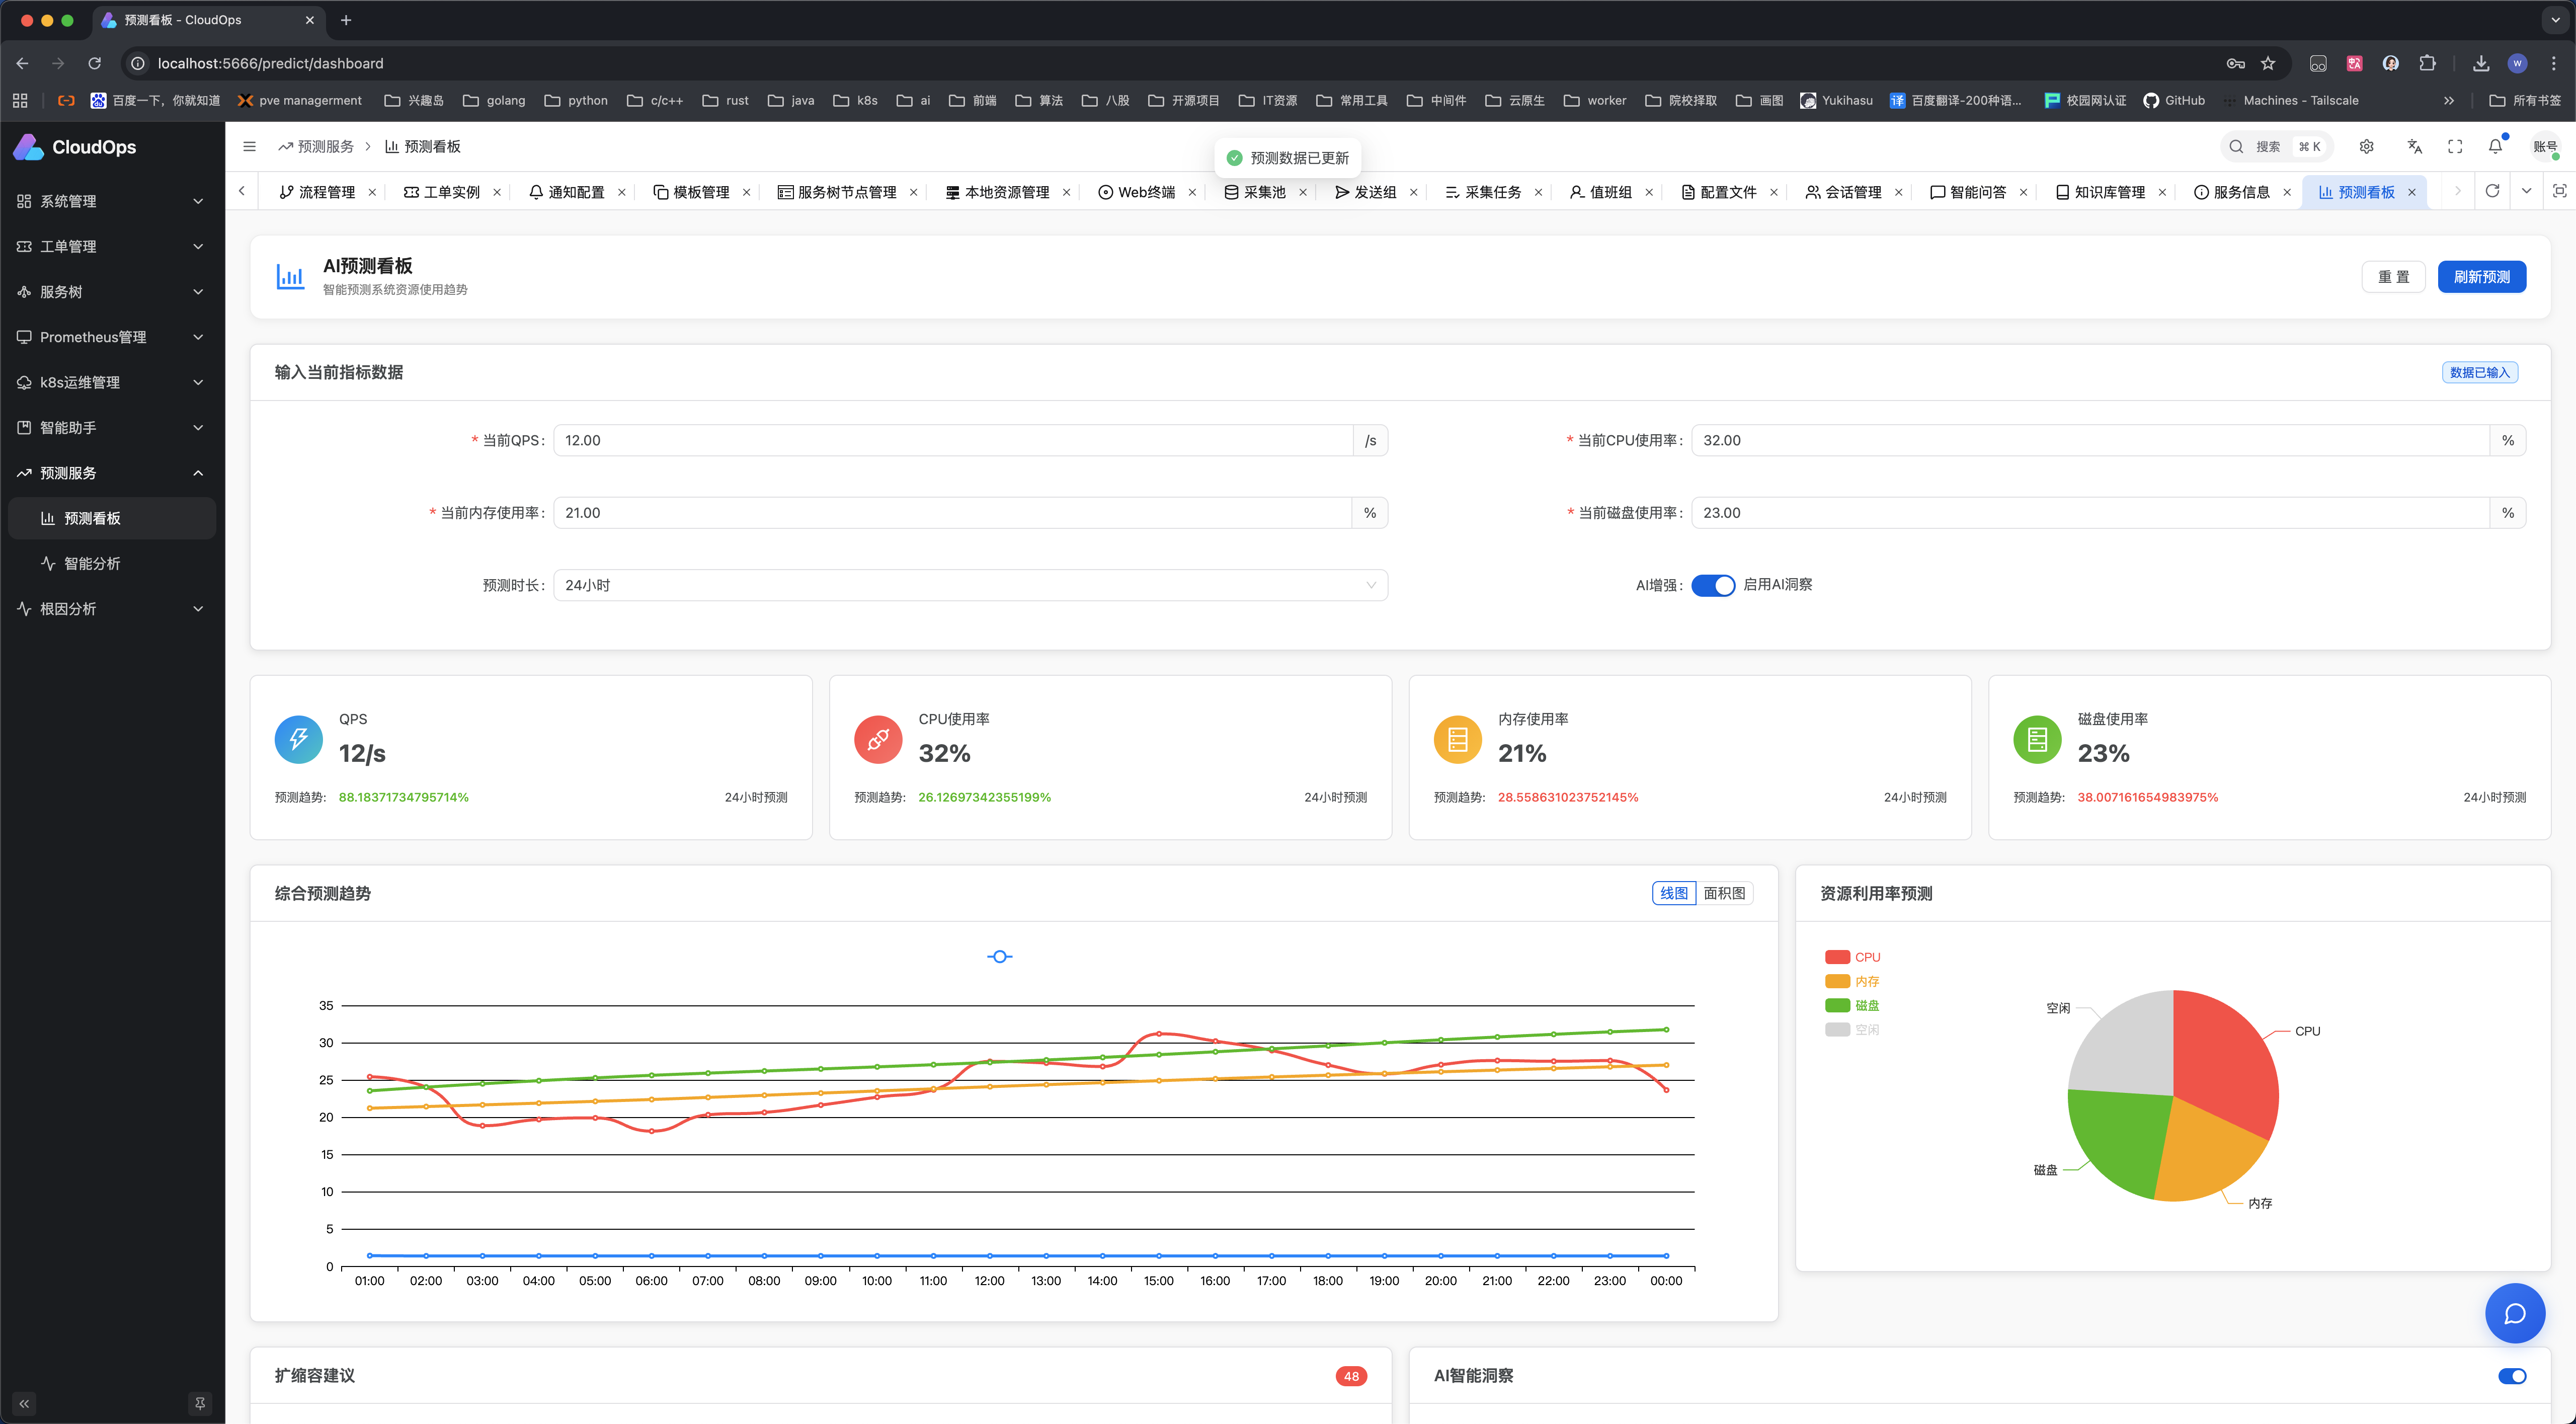 预测看板 - CloudOps
localhost:5666/predict/dashboard
W
百度一下，你就知道
pve managerment
兴趣岛
golang
python
c/c++
rust
java
k8s
ai
前端
算法
八股
开源项目
IT资源
常用工具
中间件
云原生
worker
院校择取
画图
Yukihasu
译
百度翻译-200种语...
校园网认证
GitHub
Machines - Tailscale
所有书签
CloudOps
系统管理
工单管理
服务树
Prometheus管理
k8s运维管理
智能助手
预测服务
预测看板
智能分析
根因分析
预测服务
预测看板
预测数据已更新
搜索
⌘ K
账号
流程管理
工单实例
通知配置
模板管理
服务树节点管理
本地资源管理
Web终端
采集池
发送组
采集任务
值班组
配置文件
会话管理
智能问答
知识库管理
服务信息
预测看板
AI预测看板
智能预测系统资源使用趋势
重 置
刷新预测
输入当前指标数据
数据已输入
* 当前QPS: 12.00 /s
* 当前CPU使用率: 32.00 %
* 当前内存使用率: 21.00 %
* 当前磁盘使用率: 23.00 %
预测时长: 24小时
AI增强: 启用AI洞察
QPS
12/s
预测趋势: 88.18371734795714% 24小时预测
CPU使用率
32%
预测趋势: 26.12697342355199% 24小时预测
内存使用率
21%
预测趋势: 28.558631023752145% 24小时预测
磁盘使用率
23%
预测趋势: 38.007161654983975% 24小时预测
综合预测趋势
线图
面积图
35
30
25
20
15
10
5
0
01:00 02:00 03:00 04:00 05:00 06:00 07:00 08:00 09:00 10:00 11:00 12:00 13:00 14:00 15:00 16:00 17:00 18:00 19:00 20:00 21:00 22:00 23:00 00:00
资源利用率预测
CPU
内存
磁盘
空闲
空闲
CPU
磁盘
内存
扩缩容建议
48
AI智能洞察